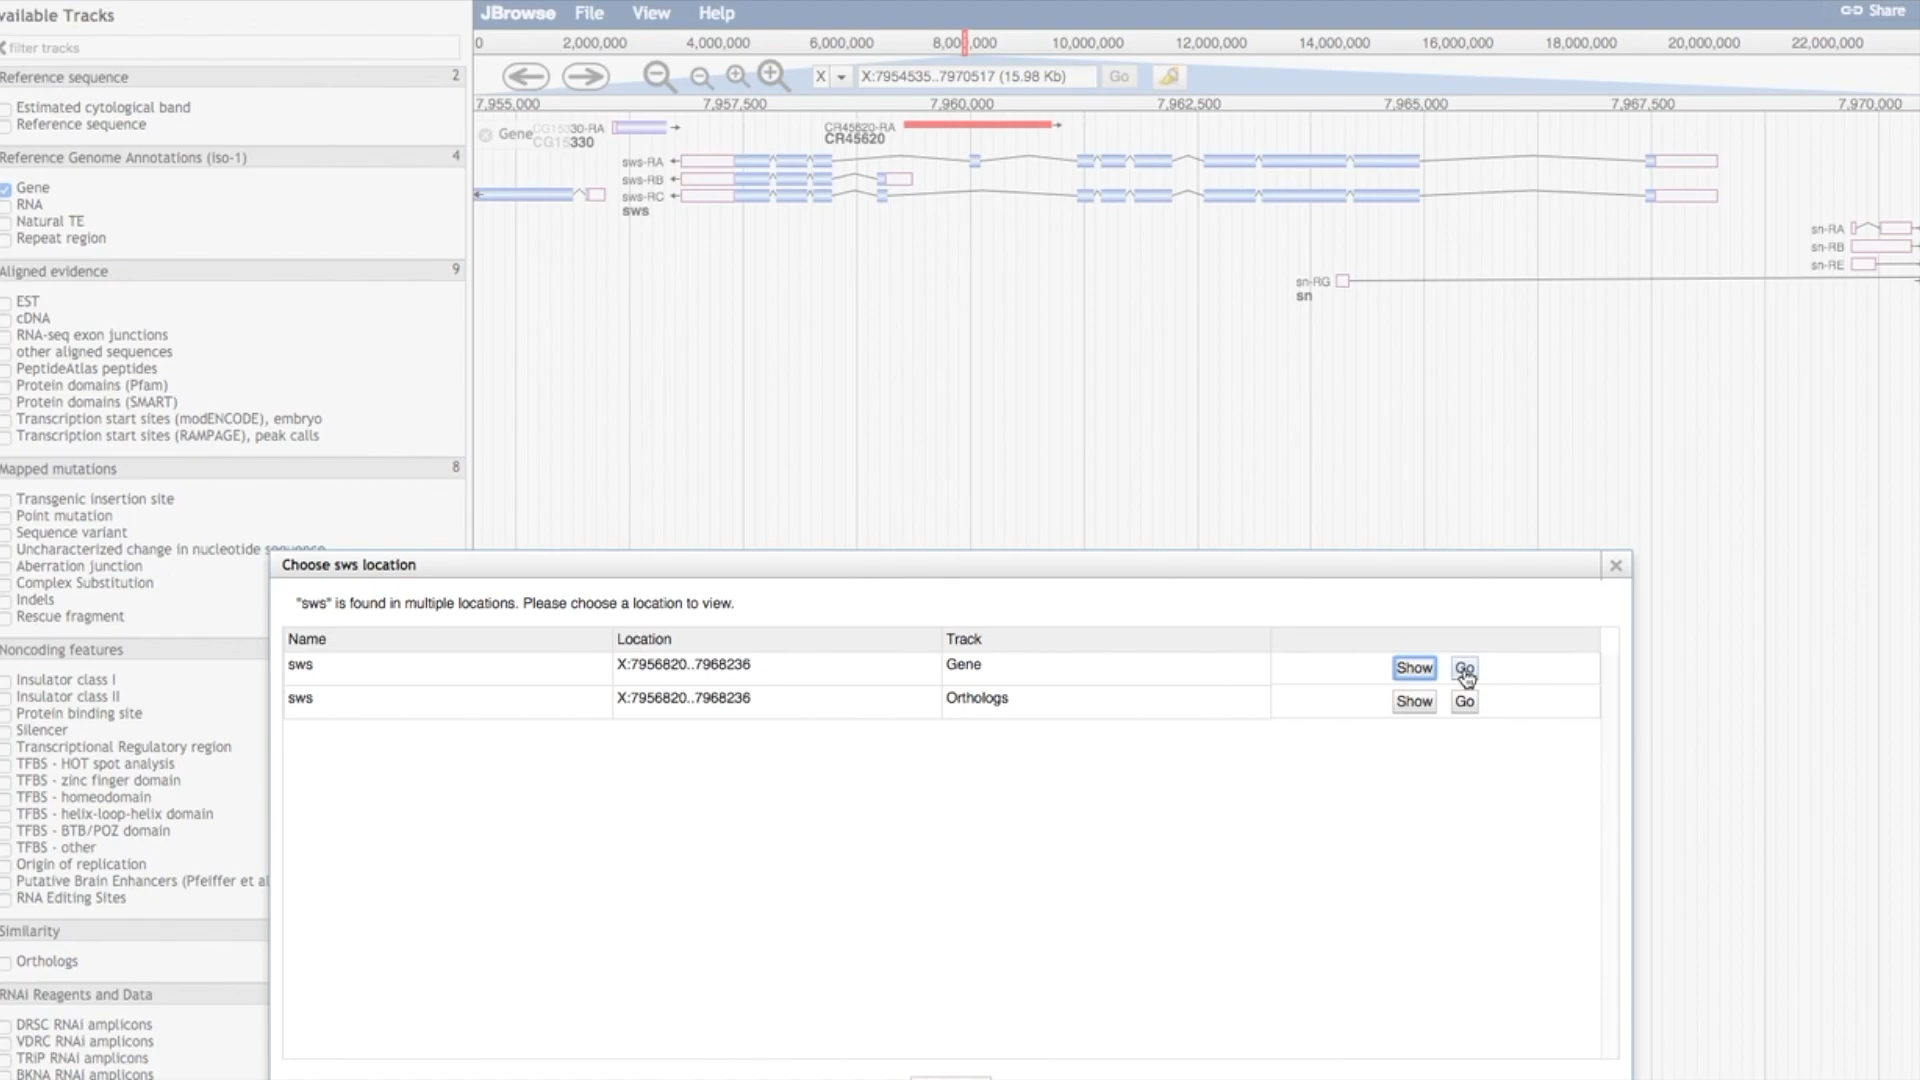 vailable Tracks
filter tracks
Reference sequence 2
Estimated cytological band
Reference sequence
Reference Genome Annotations (iso-1) 4
Gene
RNA
Natural TE
Repeat region
Aligned evidence 9
EST
cDNA
RNA-seq exon junctions
other aligned sequences
PeptideAtlas peptides
Protein domains (Pfam)
Protein domains (SMART)
Transcription start sites (modENCODE), embryo
Transcription start sites (RAMPAGE), peak calls
Mapped mutations 8
Transgenic insertion site
Point mutation
Sequence variant
Uncharacterized change in nucleotide sequence
Aberration junction
Complex Substitution
Indels
Rescue fragment
Noncoding features
Insulator class I
Insulator class II
Protein binding site
Silencer
Transcriptional Regulatory region
TFBS - HOT spot analysis
TFBS - zinc finger domain
TFBS - homeodomain
TFBS - helix-loop-helix domain
TFBS - BTB/POZ domain
TFBS - other
Origin of replication
Putative Brain Enhancers (Pfeiffer et al
RNA Editing Sites
Similarity
Orthologs
RNAi Reagents and Data
DRSC RNAi amplicons
VDRC RNAi amplicons
TRiP RNAi amplicons
BKNA RNAi amplicons
JBrowse File View Help Share
0 2,000,000 4,000,000 6,000,000 8,000,000 10,000,000 12,000,000 14,000,000 16,000,000 18,000,000 20,000,000 22,000,000
X X:7954535..7970517 (15.98 Kb) Go
7,955,000 7,957,500 7,960,000 7,962,500 7,965,000 7,967,500 7,970,000
Gene CG15330-RA CR45620-RA
CG15330 CR45620
sws-RA
sws-RB
sws-RC
sws
sn-RA
sn-RB
sn-RE
sn-RG
sn
Choose sws location
"sws" is found in multiple locations. Please choose a location to view.
Name Location Track
sws X:7956820..7968236 Gene Show Go
sws X:7956820..7968236 Orthologs Show Go